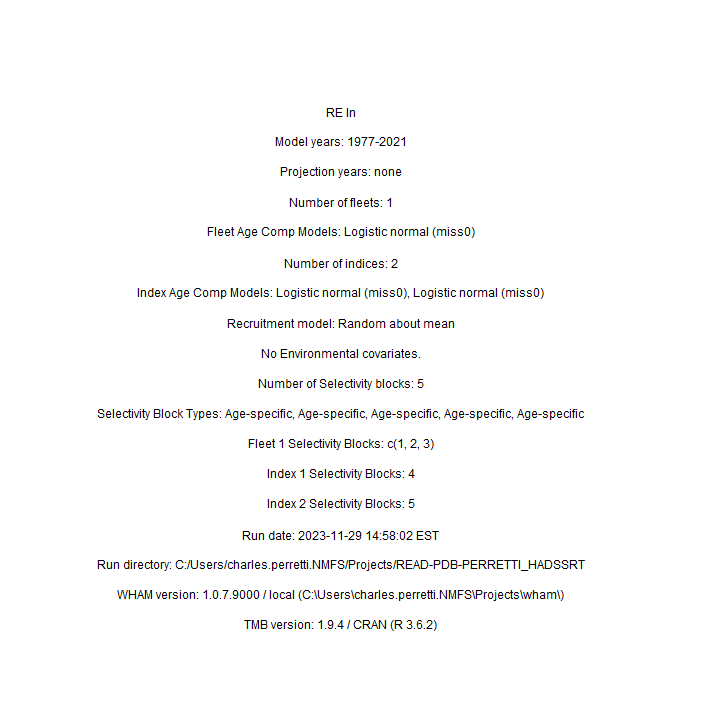 RE ln
Model years: 1977-2021
Projection years: none
Number of fleets: 1
Fleet Age Comp Models: Logistic normal (miss0)
Number of indices: 2
Index Age Comp Models: Logistic normal (miss0), Logistic normal (miss0)
Recruitment model: Random about mean
No Environmental covariates.
Number of Selectivity blocks: 5
Selectivity Block Types: Age-specific, Age-specific, Age-specific, Age-specific, Age-specific
Fleet 1 Selectivity Blocks: c(1, 2, 3)
Index 1 Selectivity Blocks: 4
Index 2 Selectivity Blocks: 5
Run date: 2023-11-29 14:58:02 EST
Run directory: C:/Users/charles.perretti.NMFS/Projects/READ-PDB-PERRETTI_HADSSRT
WHAM version: 1.0.7.9000 / local (C:\Users\charles.perretti.NMFS\Projects\wham\)
TMB version: 1.9.4 / CRAN (R 3.6.2)